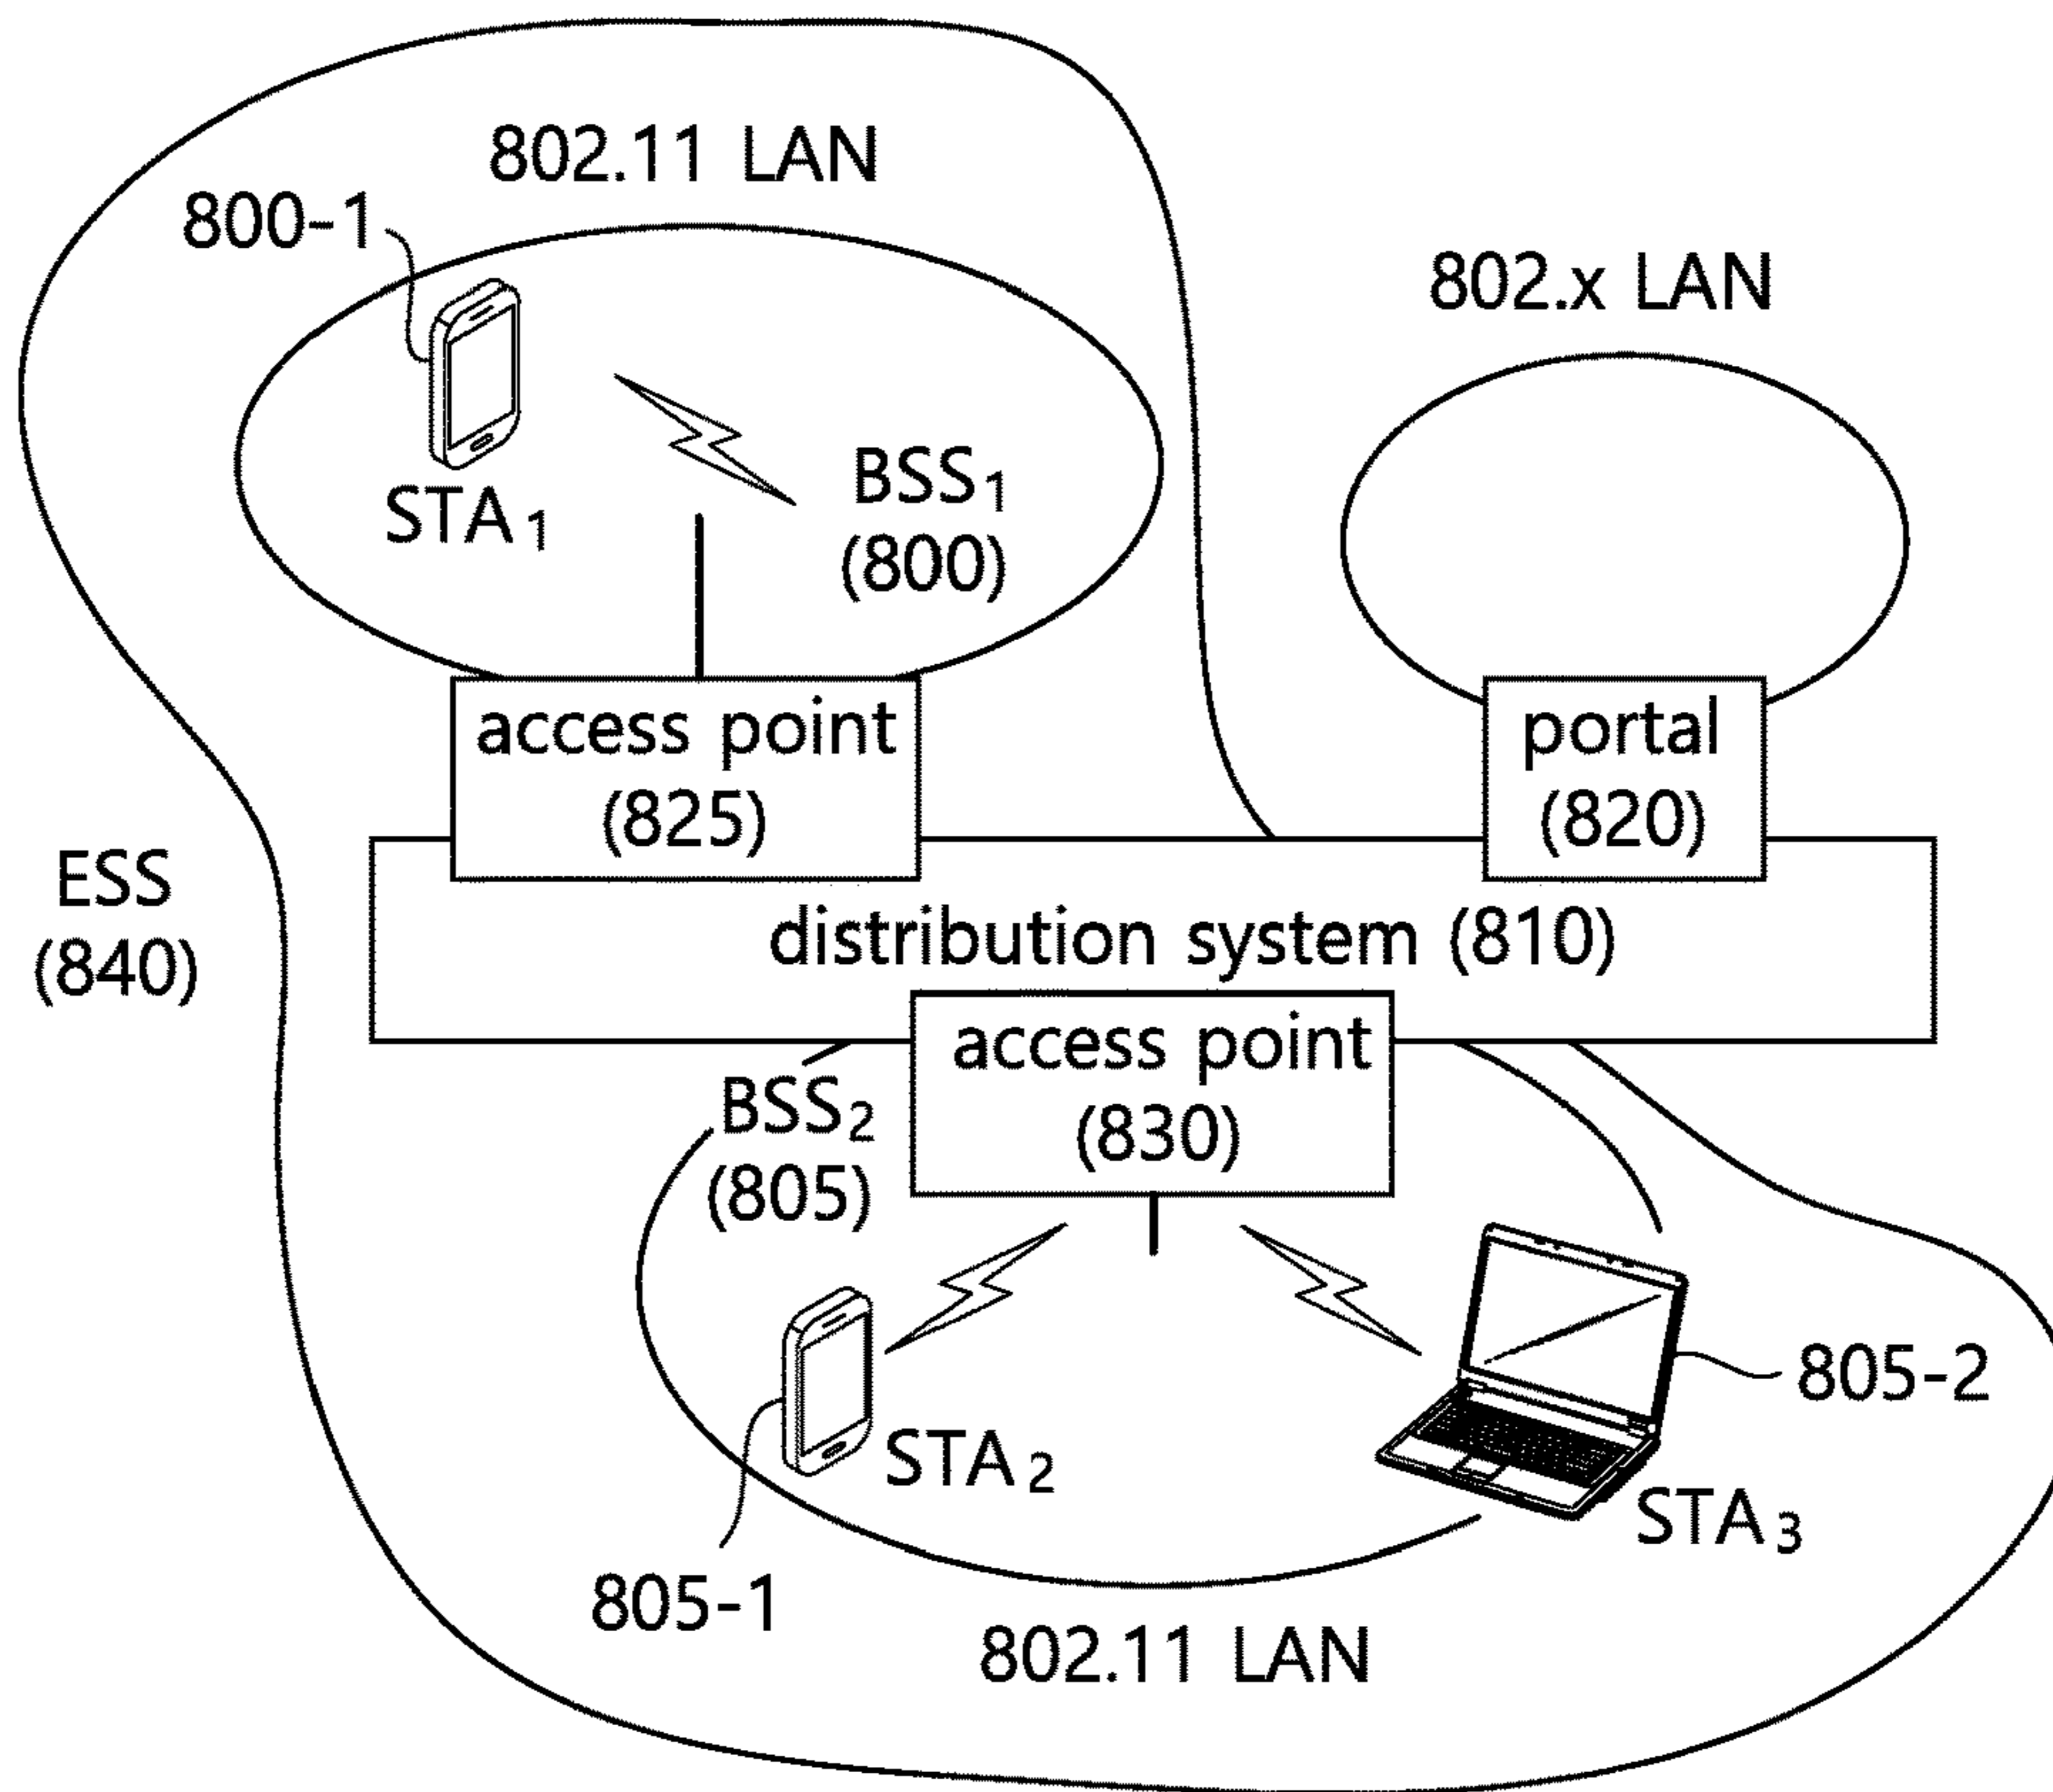 802.11 LAN
800-1
802.x LAN
STA1
BSS1
(800)
access point
(825)
portal
(820)
ESS
(840)
distribution system (810)
access point
(830)
BSS2
(805)
805-2
STA2
STA3
805-1
802.11 LAN